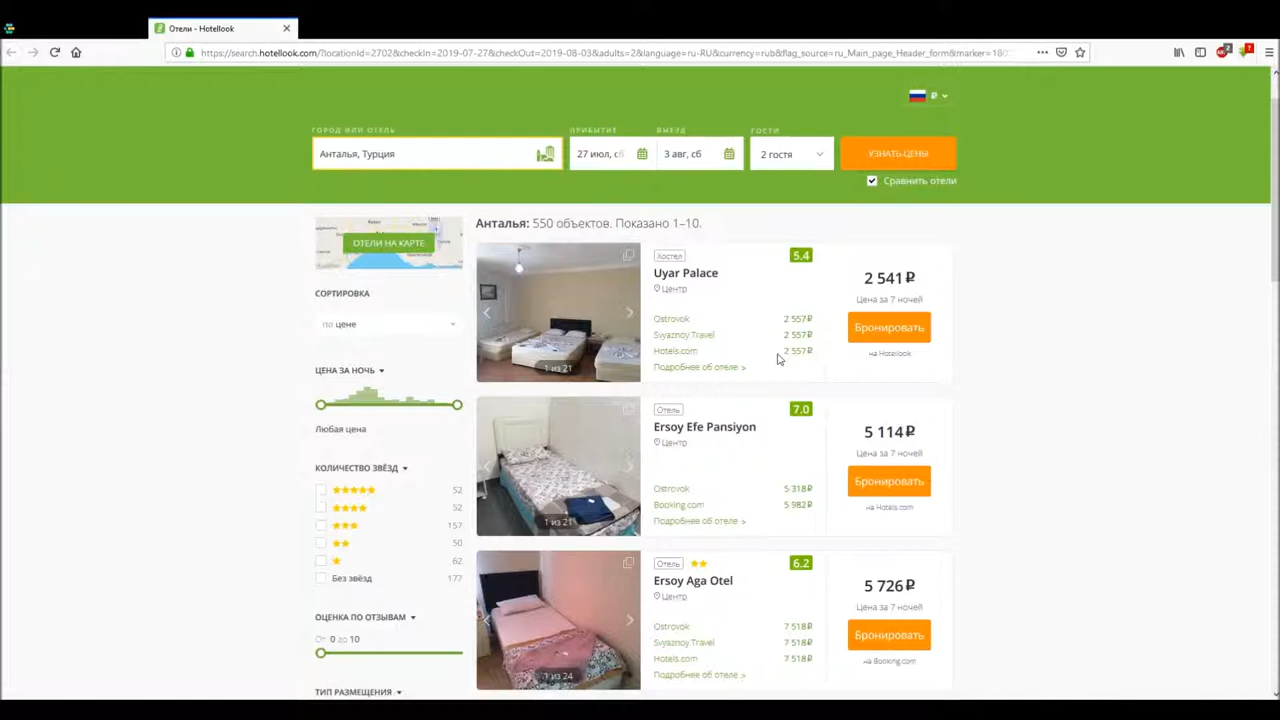 Отели - Hotellook
https://search.hotellook.com/?locationId=2702&checkIn=2019-07-27&checkOut=2019-08-03&adults=2&language=ru-RU&currency=rub&flag_source=ru_Main_page_Header_form&marker=180
₽
ГОРОД ИЛИ ОТЕЛЬ
ПРИБЫТИЕ
ВЫЕЗД
ГОСТИ
Анталья, Турция
27 июл, сб
3 авг, сб
2 гостя
УЗНАТЬ ЦЕНЫ
Сравнить отели
ОТЕЛИ НА КАРТЕ
СОРТИРОВКА
по цене
ЦЕНА ЗА НОЧЬ
Любая цена
КОЛИЧЕСТВО ЗВЁЗД
52
52
157
50
62
Без звёзд 177
ОЦЕНКА ПО ОТЗЫВАМ
От 0 до 10
ТИП РАЗМЕЩЕНИЯ
Анталья: 550 объектов. Показано 1–10.
1 из 21
Хостел
5.4
Uyar Palace
Центр
Ostrovok 2 557₽
Svyaznoy.Travel 2 557₽
Hotels.com 2 557₽
Подробнее об отеле >
2 541₽
Цена за 7 ночей
Бронировать
на Hotellook
1 из 21
Отель
7.0
Ersoy Efe Pansiyon
Центр
Ostrovok 5 318₽
Booking.com 5 982₽
Подробнее об отеле >
5 114₽
Цена за 7 ночей
Бронировать
на Hotels.com
1 из 24
Отель
6.2
Ersoy Aga Otel
Центр
Ostrovok 7 518₽
Svyaznoy.Travel 7 518₽
Hotels.com 7 518₽
Подробнее об отеле >
5 726₽
Цена за 7 ночей
Бронировать
на Booking.com